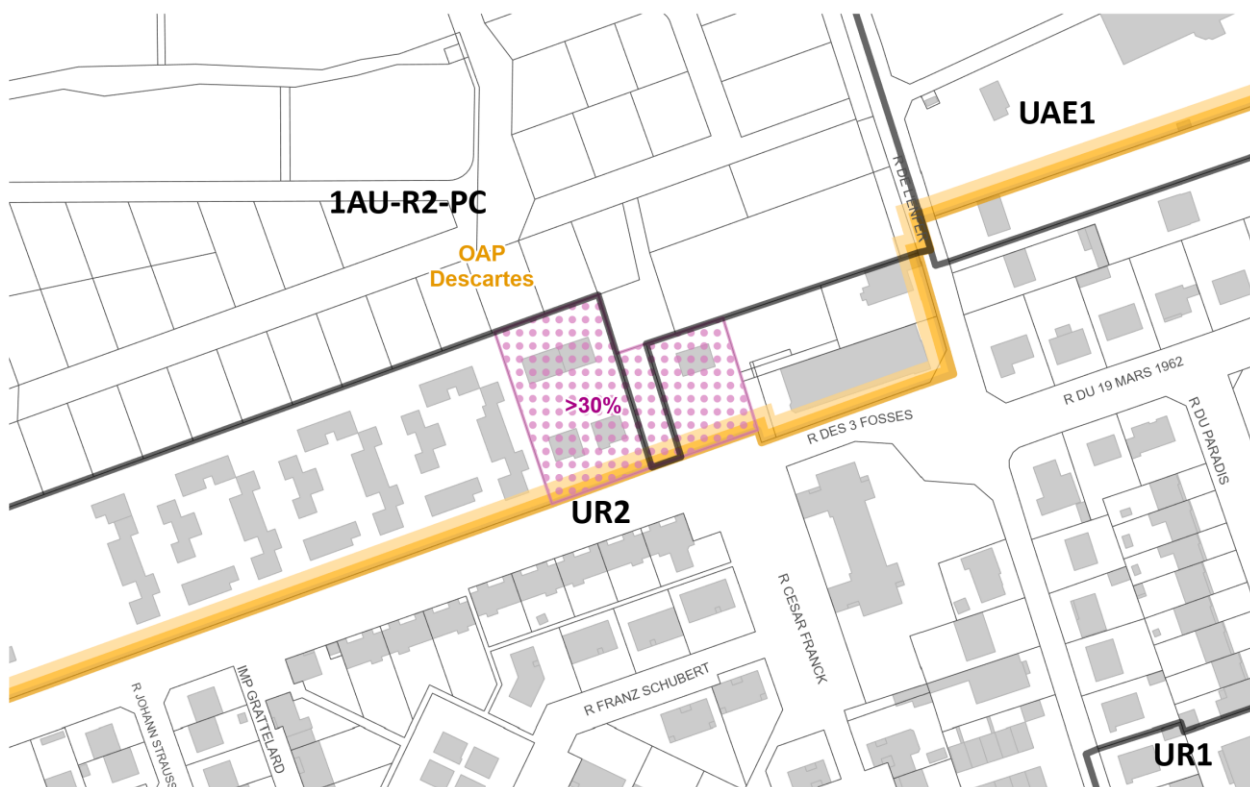 UAE1
R DE L'ENFER
1AU-R2-PC
OAP
Descartes
R DU 19 MARS 1962
>30%
R DES 3 FOSSES
R DU PARADIS
UR2
R CESAR FRANCK
R FRANZ SCHUBERT
IMP GRATTELARD
R JOHANN STRAUSS
UR1